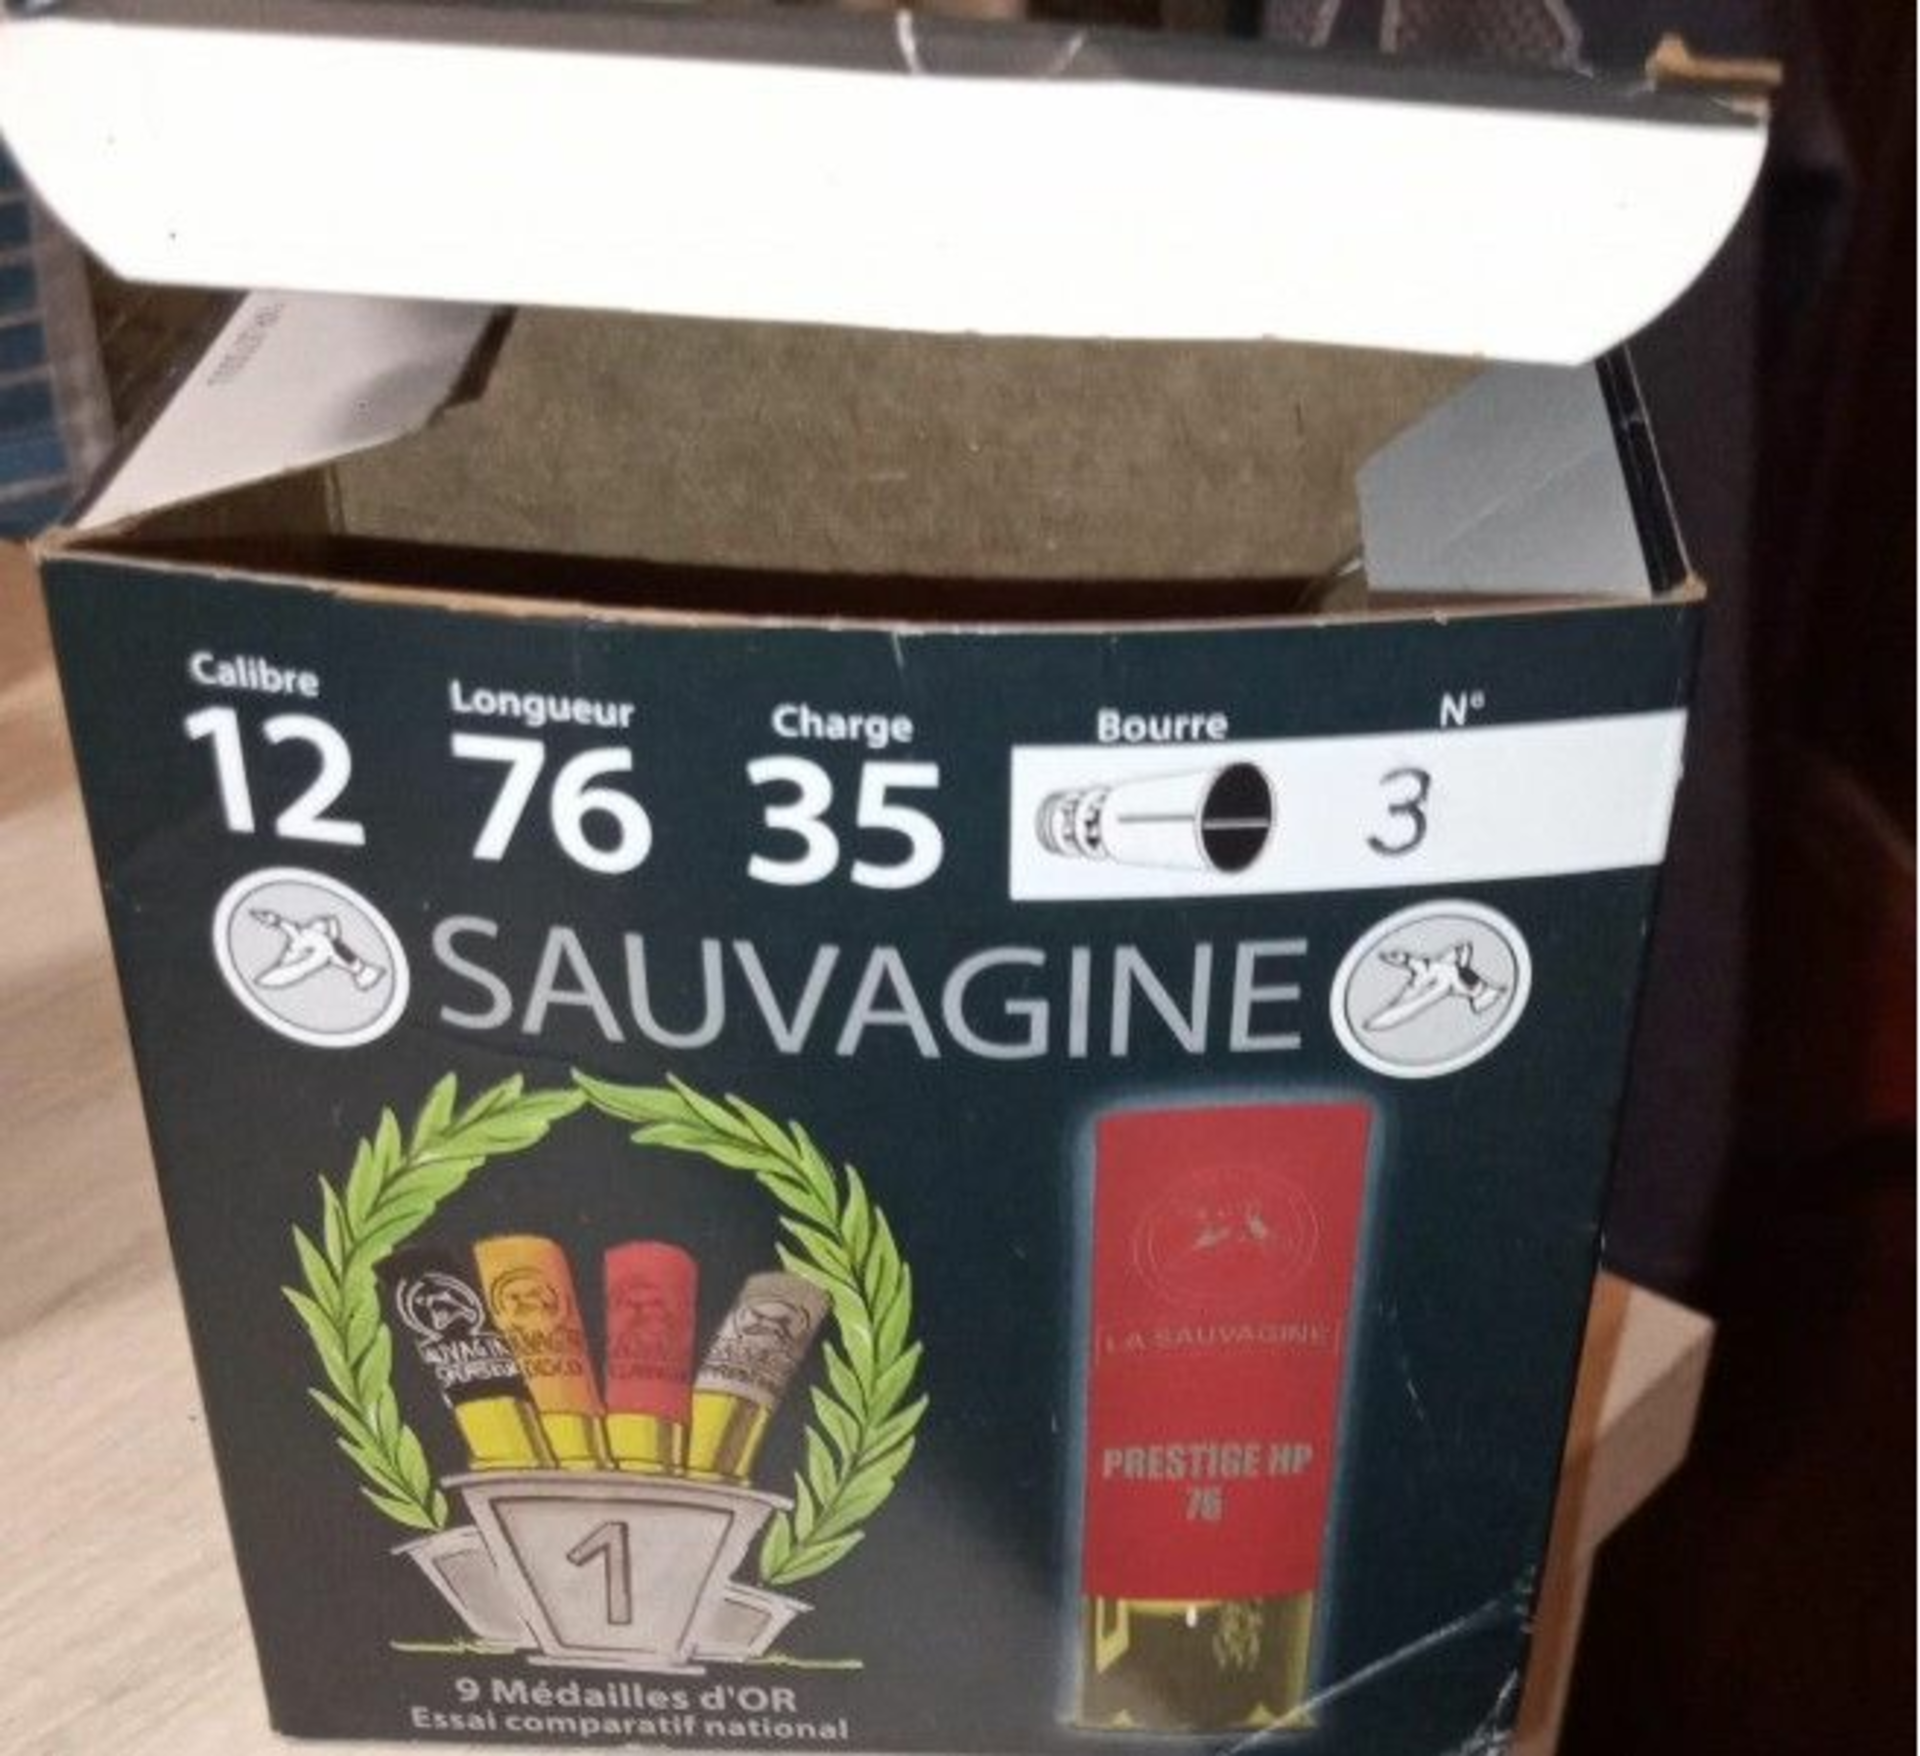 Calibre Longueur Charge Bourre N°
12 76 35 3
SAUVAGINE
LA SAUVAGINE
PRESTIGE HP
76
1
9 Médailles d'OR
Essai comparatif national